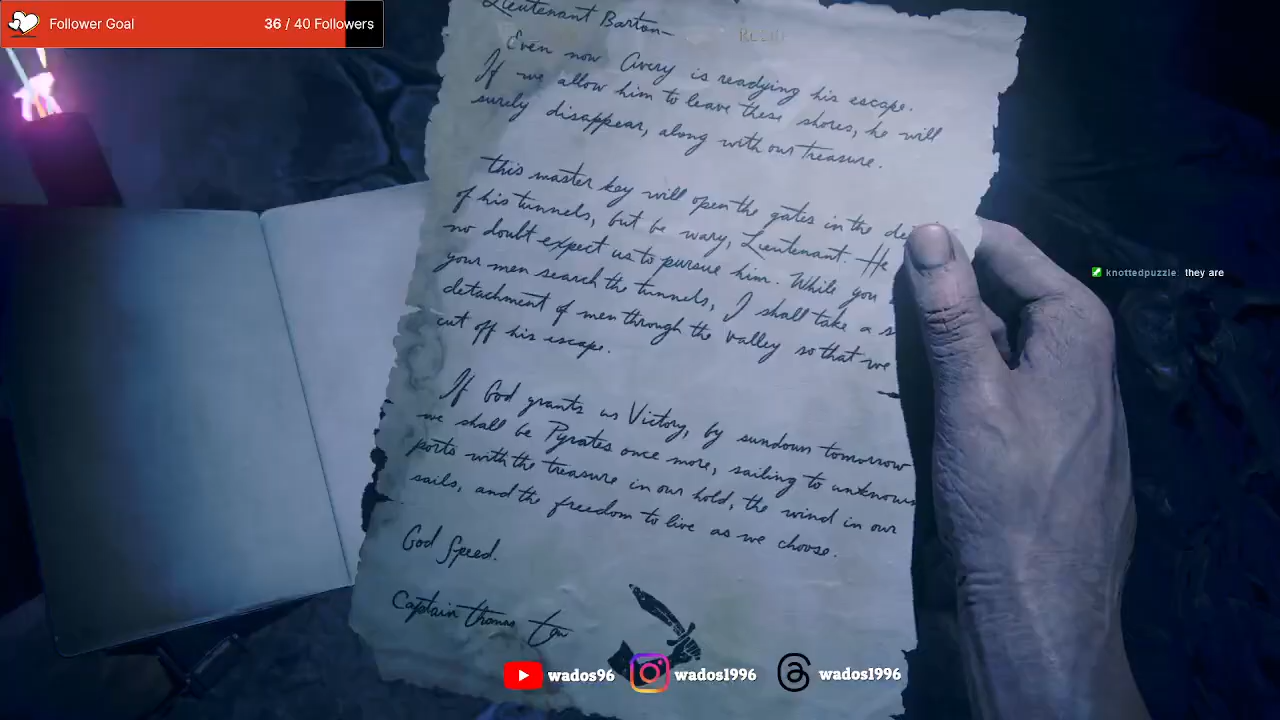 Follower Goal
36 / 40 Followers
Lieutenant Barton—
Even now Avery is readying his escape.
If we allow him to leave these shores, he will
surely disappear, along with our treasure.
This master key will open the gates in the
of his tunnels, but be wary, Lieutenant. He
no doubt expect us to pursue him. While you
your men search the tunnels, I shall take a
detachment of men through the valley so that we
cut off his escape.
If God grants us Victory, by sundown tomorrow
we shall be Pyrates once more, sailing to unknown
ports with the treasure in our hold, the wind in our
sails, and the freedom to live as we choose.
God Speed.
Captain Thomas Tew
knottedpuzzle: they are
wados96
wados1996
wados1996